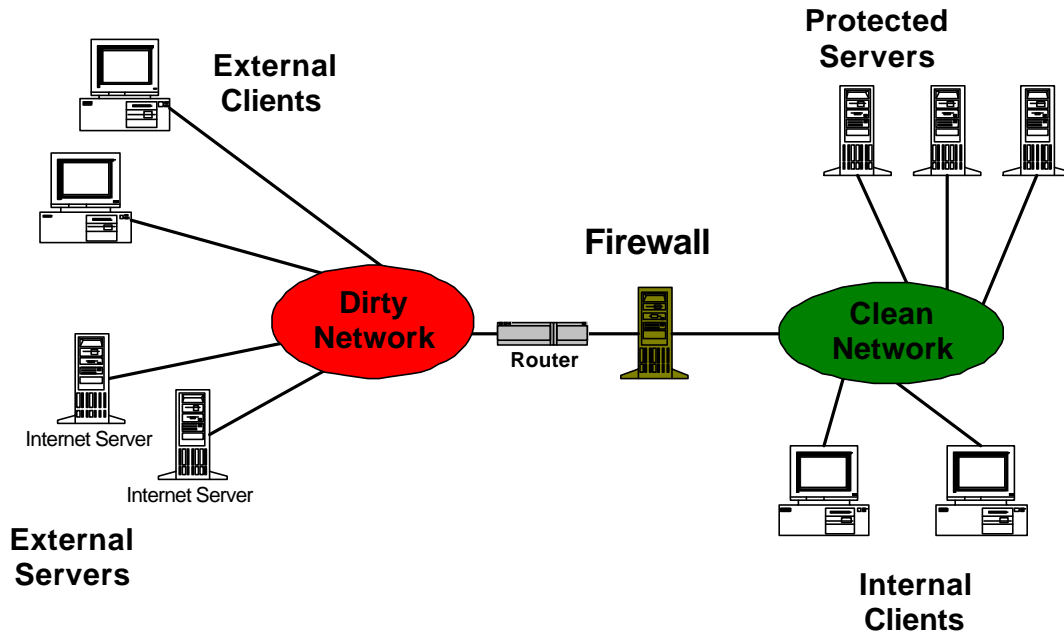 Protected
Servers
External
Clients
Firewall
Dirty
Network
Clean
Network
Router
Internet Server
Internet Server
External
Servers
Internal
Clients